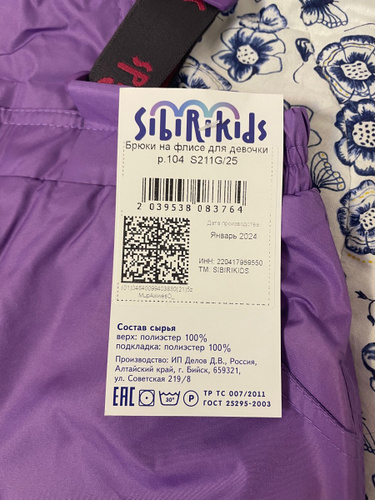 SibiRikids
Брюки на флисе для девочки
р.104 S211G/25
2 039538 083764
Дата производства
Январь 2024
ИНН: 220417959550
ТМ: SIBIRIKIDS
Состав сырья
верх: полиэстер 100%
подкладка: полиэстер 100%
Производство: ИП Делов Д.В., Россия,
Алтайский край, г. Бийск, 659321,
ул. Советская 219/8
EAC 30° P ТР ТС 007/2011
ГОСТ 25295-2003